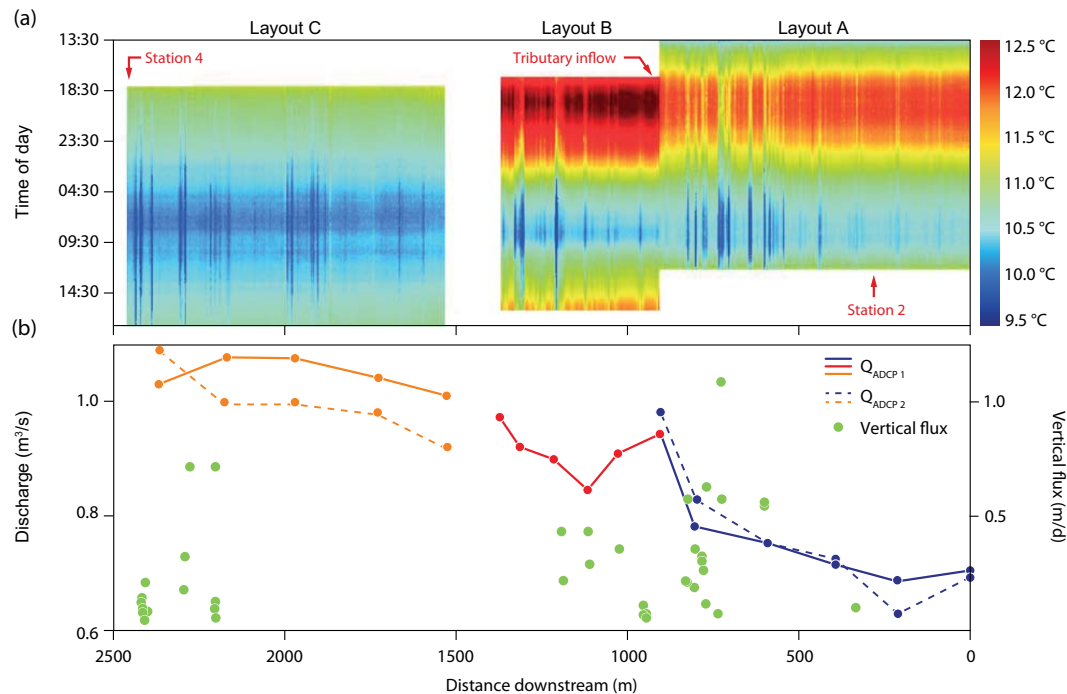 (a)
Layout C
Layout B
Layout A
13:30
18:30
23:30
04:30
09:30
14:30
Time of day
Station 4
Tributary inflow
Station 2
12.5 °C
12.0 °C
11.5 °C
11.0 °C
10.5 °C
10.0 °C
9.5 °C
(b)
1.0
0.8
0.6
Discharge (m³/s)
Q ADCP 1
Q ADCP 2
Vertical flux
1.0
0.5
Vertical flux (m/d)
2500
2000
1500
1000
500
0
Distance downstream (m)